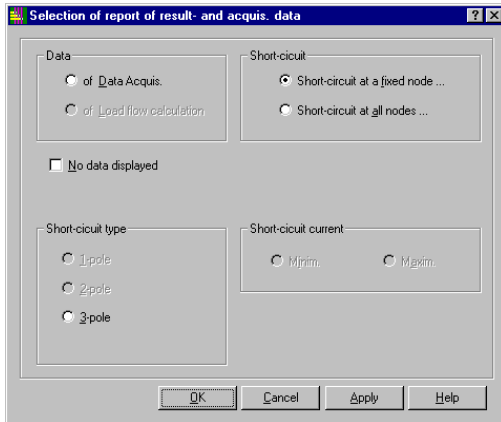 Selection of report of result- and acquis. data
Data
of Data Acquis.
of Load flow calculation
Short-cicuit
Short-circuit at a fixed node ...
Short-circuit at all nodes ...
No data displayed
Short-cicuit type
1-pole
2-pole
3-pole
Short-cicuit current
Minim.
Maxim.
OK
Cancel
Apply
Help